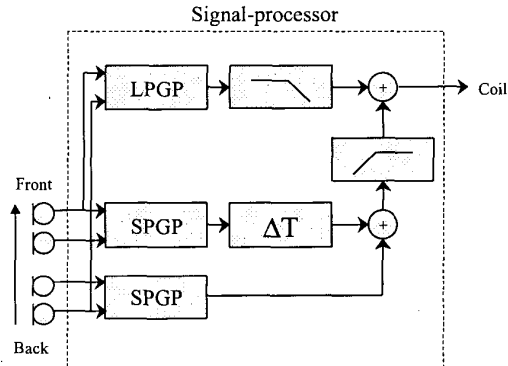 Signal-processor
LPGP
+
Coil
Front
SPGP
ΔT
+
SPGP
Back